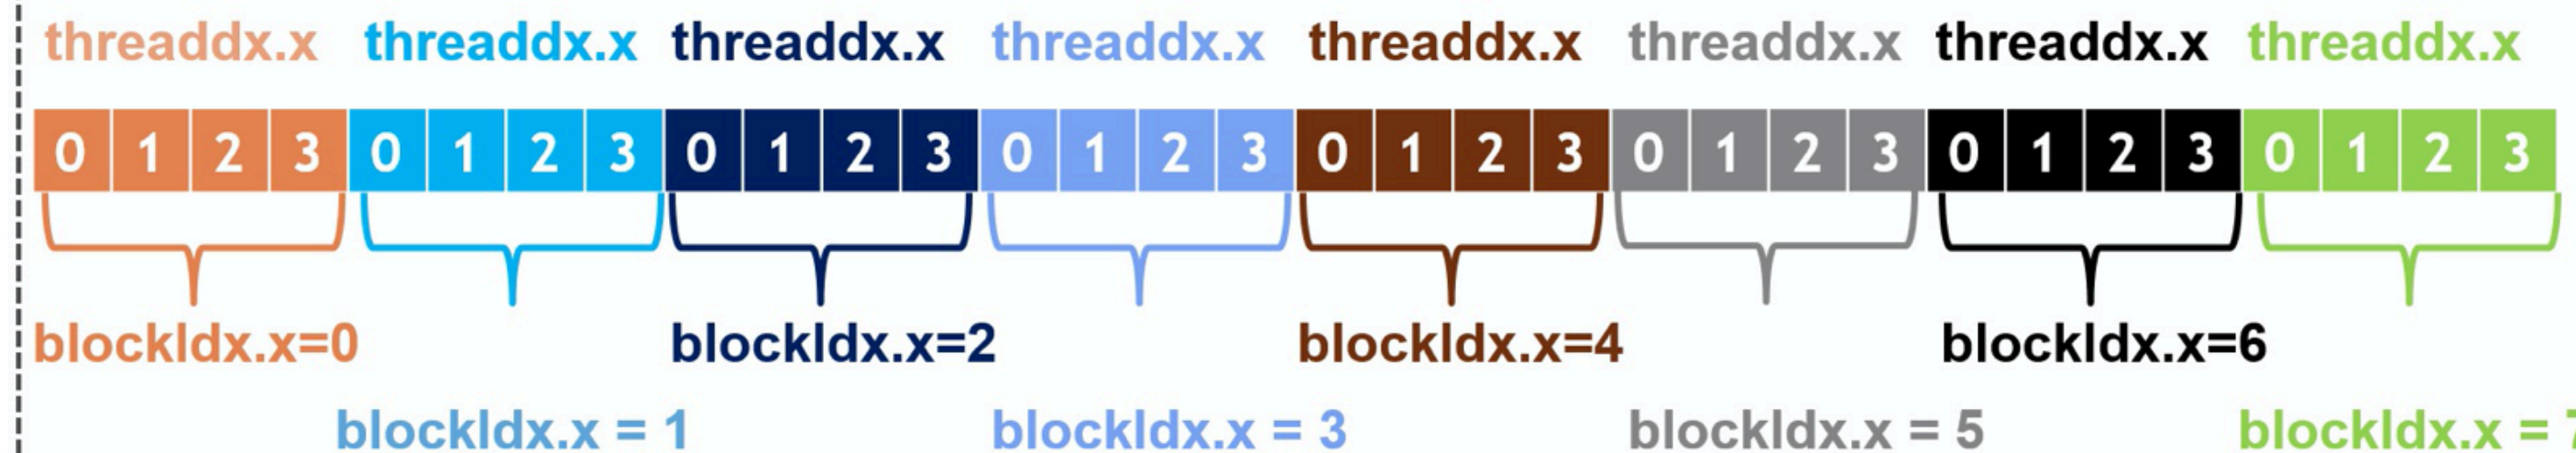 threaddx.x threaddx.x threaddx.x threaddx.x threaddx.x threaddx.x threaddx.x threaddx.x
0 1 2 3 0 1 2 3 0 1 2 3 0 1 2 3 0 1 2 3 0 1 2 3 0 1 2 3 0 1 2 3
blockIdx.x=0 blockIdx.x=2 blockIdx.x=4 blockIdx.x=6
blockIdx.x = 1 blockIdx.x = 3 blockIdx.x = 5 blockIdx.x = 7